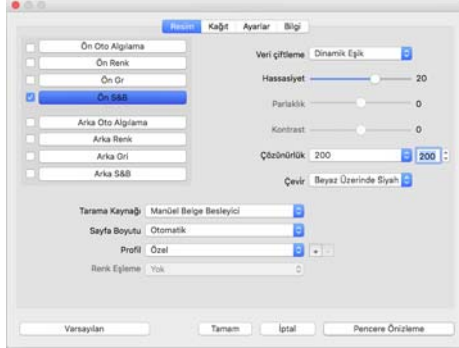 Resim Kağıt Ayarlar Bilgi
Ön Oto Algılama
Ön Renk
Ön Gr
Ön S&B
Arka Oto Algılama
Arka Renk
Arka Gri
Arka S&B
Veri çiftleme Dinamik Eşik
Hassasiyet 20
Parlaklık 0
Kontrast 0
Çözünürlük 200 200
Çevir Beyaz Üzerinde Siyah
Tarama Kaynağı Manüel Belge Besleyici
Sayfa Boyutu Otomatik
Profil Özel + -
Renk Eşleme Yok
Varsayılan Tamam İptal Pencere Önizleme